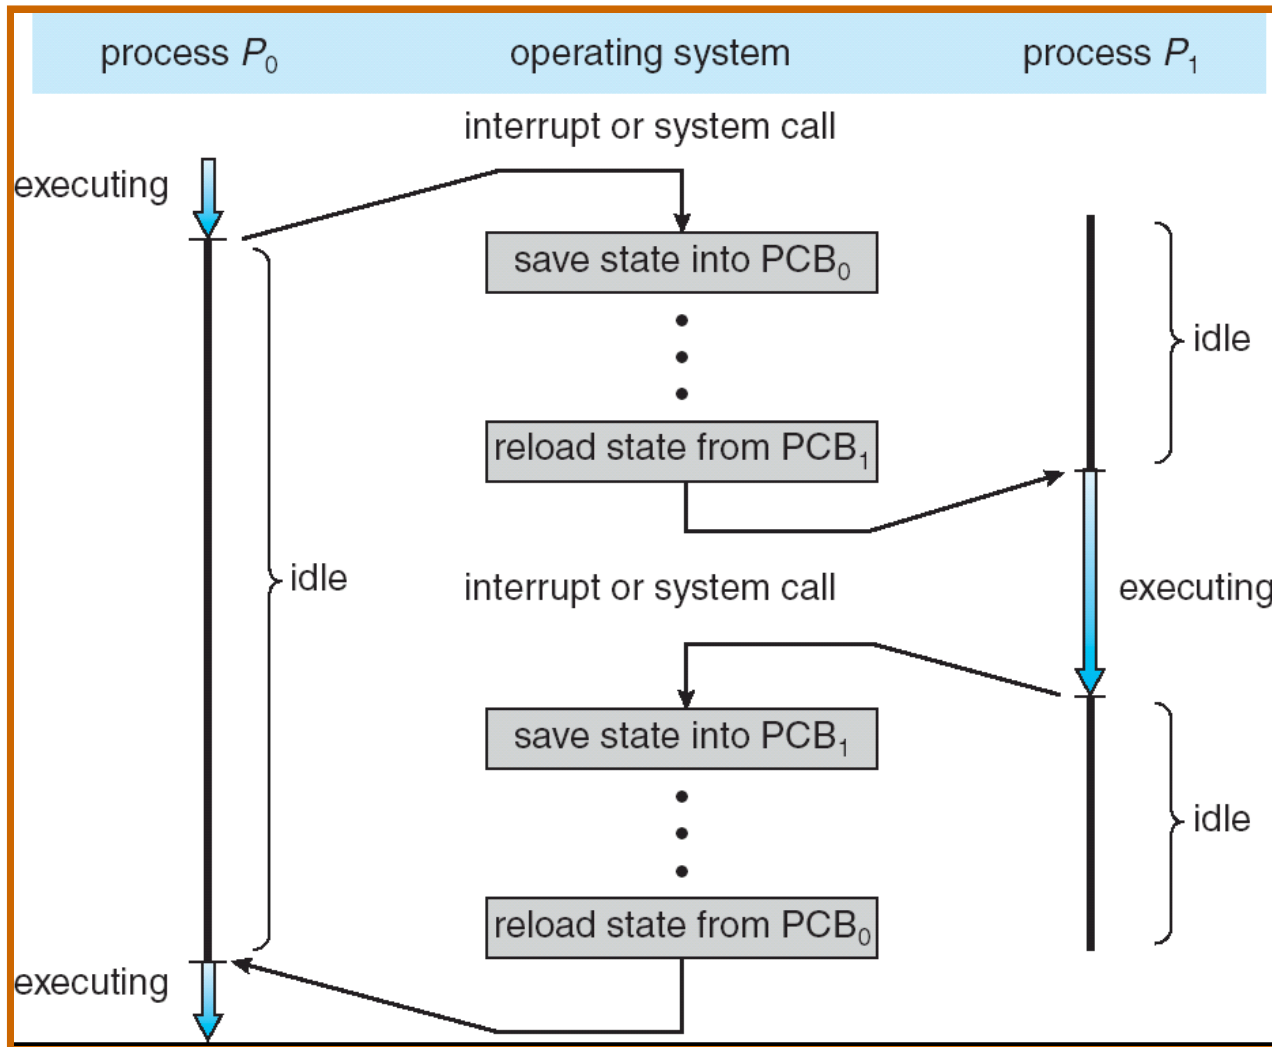 process P₀ operating system process P₁
interrupt or system call
executing
save state into PCB₀
idle
reload state from PCB₁
idle
interrupt or system call
executing
save state into PCB₁
idle
reload state from PCB₀
executing